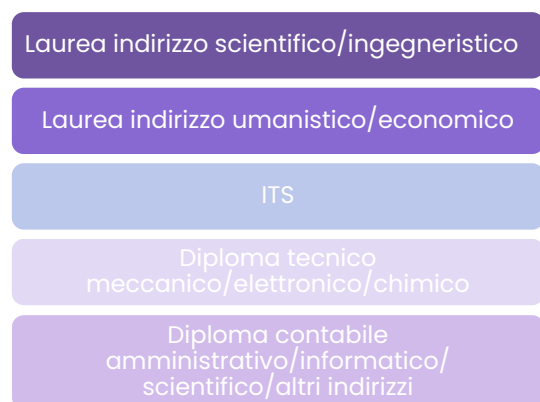 Laurea indirizzo scientifico/ingegneristico
Laurea indirizzo umanistico/economico
ITS
Diploma tecnico
meccanico/elettronico/chimico
Diploma contabile
amministrativo/informatico/
scientifico/altri indirizzi